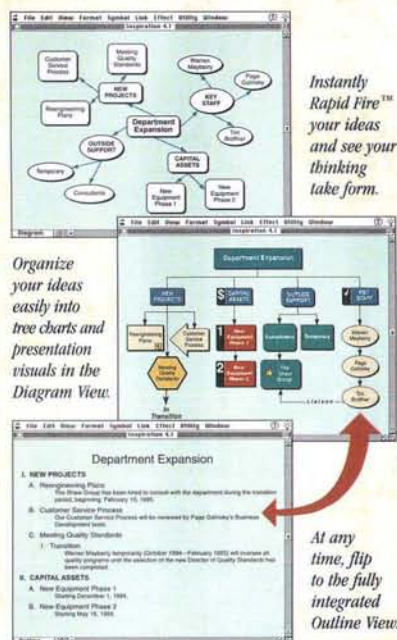 File Edit View Format Symbol Link Effect Utility Window
Inspiration 4.1
Customer
Service
Process
Meeting
Quality
Standards
Warren
Mayberry
Page
Galinsky
NEW
PROJECTS
KEY
STAFF
Reengineering
Plans
Department
Expansion
Tim
Brothier
OUTSIDE
SUPPORT
CAPITAL
ASSETS
Temporary
Consultants
New
Equipment
Phase 1
New
Equipment
Phase 2
Diagram
Instantly
Rapid Fire™
your ideas
and see your
thinking
take form.
File Edit View Format Symbol Link Effect Utility Window
Inspiration 4.1
Department Expansion
NEW
PROJECTS
$ CAPITAL
ASSETS
OUTSIDE
SUPPORT
KEY
STAFF
Reengineering
Plans
Customer
Service
Process
1 New
Equipment
Phase 1
Consultants
Temporary
Warren
Mayberry
Meeting
Quality
Standards
2 New
Equipment
Phase 2
The
Shaw
Group
Page
Galinsky
Tim
Brothier
In
Transition
Liaison
Organize
your ideas
easily into
tree charts and
presentation
visuals in the
Diagram View.
File Edit View Format Symbol Link Effect Utility Window
Inspiration 4.1
Department Expansion
I. NEW PROJECTS
A. Reengineering Plans
The Shaw Group has been hired to consult with the department during the transition
period, beginning February 15, 1995.
B. Customer Service Process
Our Customer Service Process will be reviewed by Page Galinsky's Business
Development team.
C. Meeting Quality Standards
1. Transition
Warren Mayberry temporarily (October 1994—February 1995) will oversee all
quality programs until the selection of the new Director of Quality Standards has
been completed.
II. CAPITAL ASSETS
A. New Equipment Phase 1
Starting December 1, 1994.
B. New Equipment Phase 2
Starting May 16, 1995.
At any
time, flip
to the fully
integrated
Outline View.